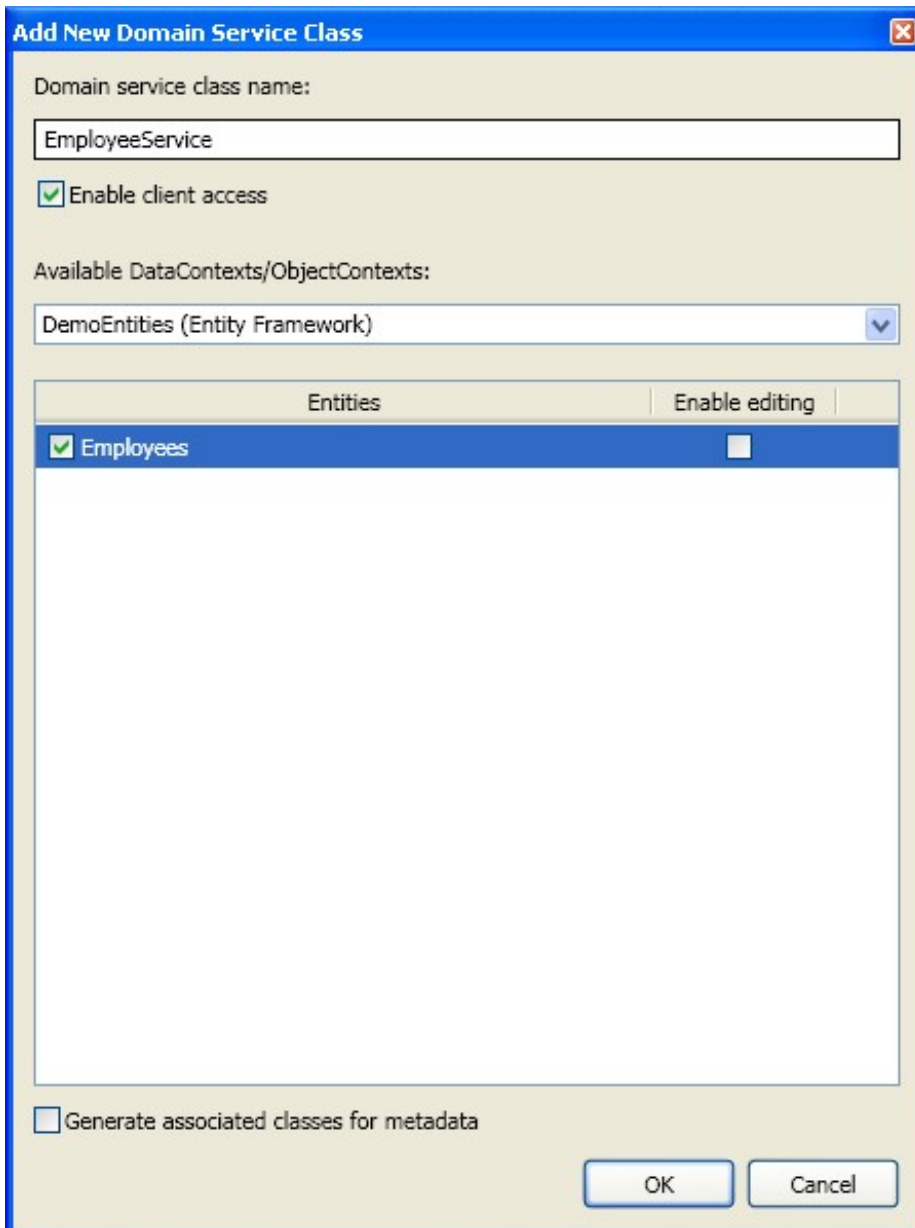 Add New Domain Service Class
Domain service class name:
EmployeeService
Enable client access
Available DataContexts/ObjectContexts:
DemoEntities (Entity Framework)
Entities Enable editing
Employees
Generate associated classes for metadata
OK Cancel